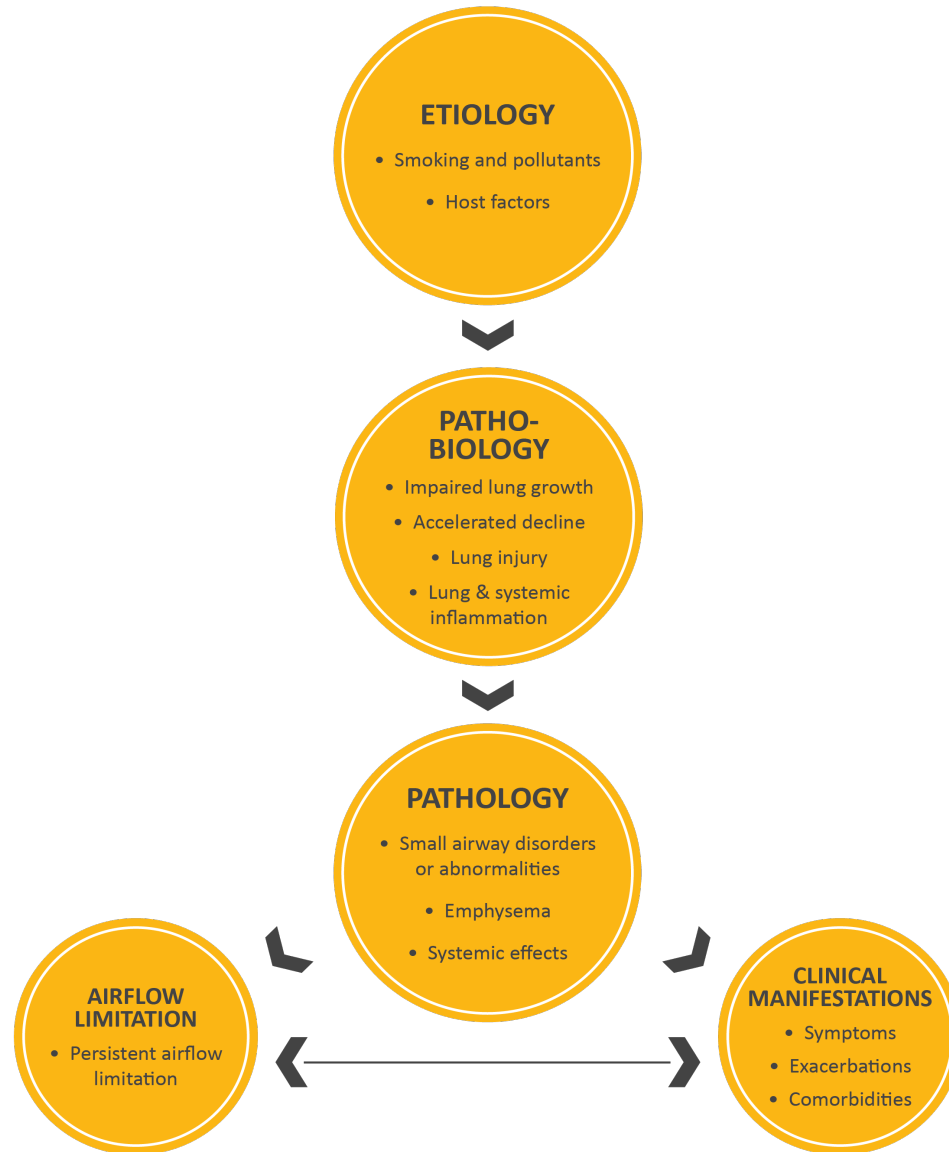 ETIOLOGY
• Smoking and pollutants
• Host factors
PATHO-
BIOLOGY
• Impaired lung growth
• Accelerated decline
• Lung injury
• Lung & systemic
inflammation
PATHOLOGY
• Small airway disorders
or abnormalities
• Emphysema
• Systemic effects
AIRFLOW
LIMITATION
• Persistent airflow
limitation
CLINICAL
MANIFESTATIONS
• Symptoms
• Exacerbations
• Comorbidities